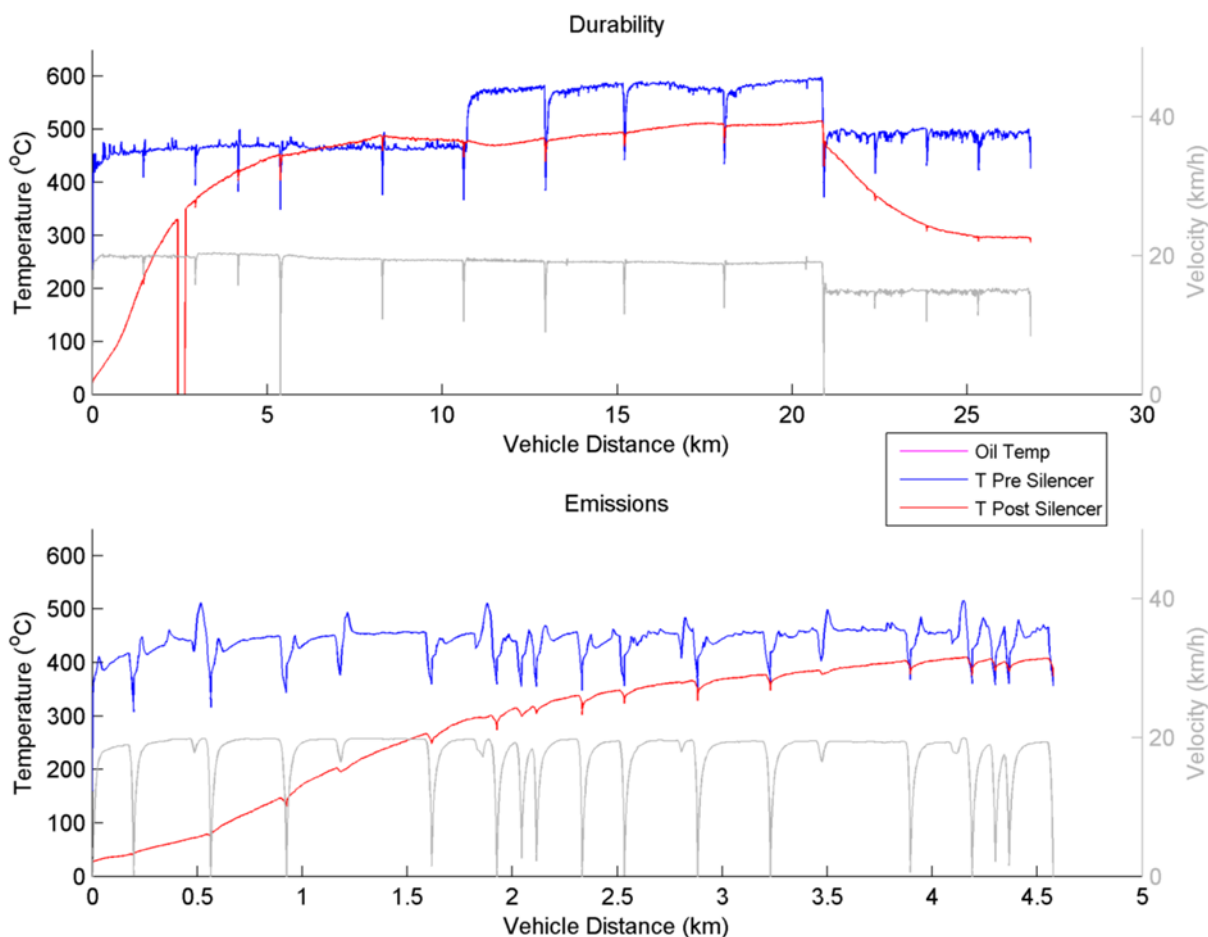 Durability
600
500
400
300
200
100
0
Temperature (°C)
40
20
0
Velocity (km/h)
0 5 10 15 20 25 30
Vehicle Distance (km)
Oil Temp
T Pre Silencer
T Post Silencer
Emissions
600
500
400
300
200
100
0
Temperature (°C)
40
20
0
Velocity (km/h)
0 0.5 1 1.5 2 2.5 3 3.5 4 4.5 5
Vehicle Distance (km)